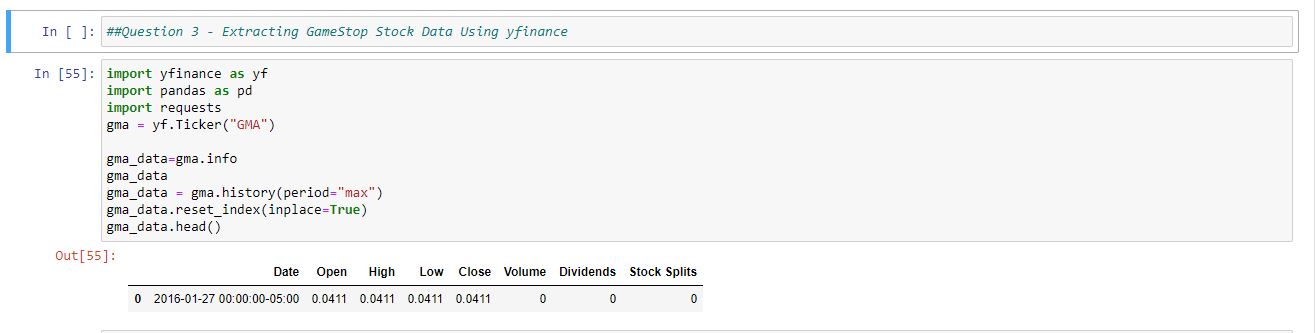 In [ ]: ##Question 3 - Extracting GameStop Stock Data Using yfinance
In [55]: import yfinance as yf
import pandas as pd
import requests
gma = yf.Ticker("GMA")
gma_data=gma.info
gma_data
gma_data = gma.history(period="max")
gma_data.reset_index(inplace=True)
gma_data.head()
Out[55]:
Date Open High Low Close Volume Dividends Stock Splits
0 2016-01-27 00:00:00-05:00 0.0411 0.0411 0.0411 0.0411 0 0 0